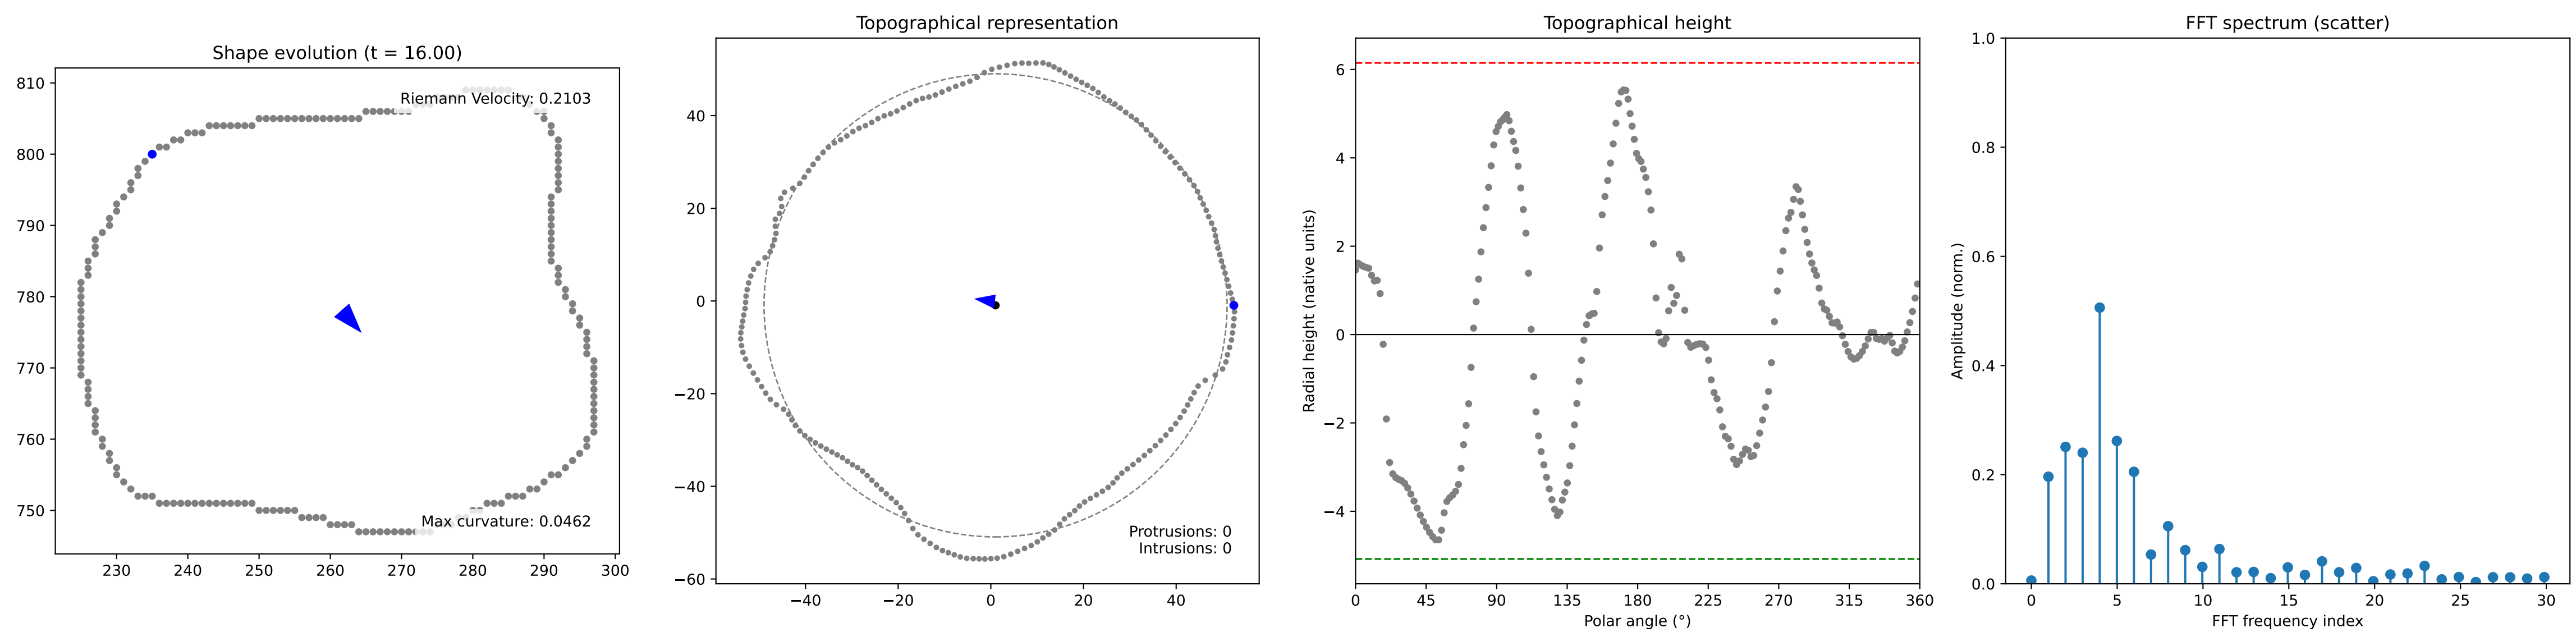 Shape evolution (t = 16.00)
Riemann Velocity: 0.2103
Max curvature: 0.0462
810
800
790
780
770
760
750
230 240 250 260 270 280 290 300
Topographical representation
40
20
0
−20
−40
−60
−40 −20 0 20 40
Protrusions: 0
Intrusions: 0
Topographical height
Radial height (native units)
6
4
2
0
−2
−4
0 45 90 135 180 225 270 315 360
Polar angle (°)
FFT spectrum (scatter)
Amplitude (norm.)
1.0
0.8
0.6
0.4
0.2
0.0
0 5 10 15 20 25 30
FFT frequency index